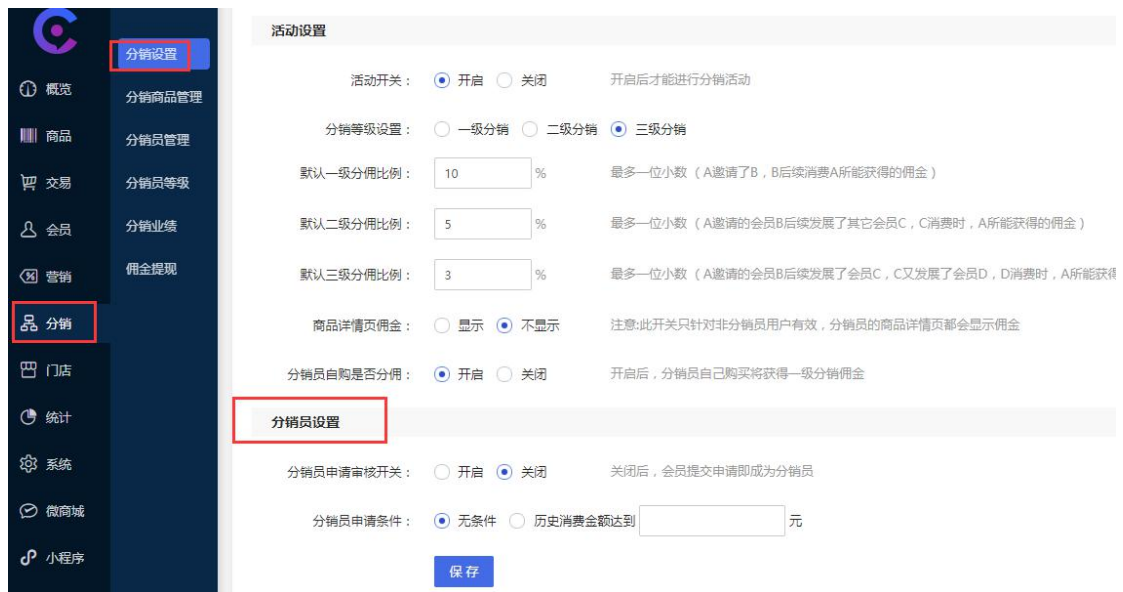 概览
商品
交易
会员
营销
分销
门店
统计
系统
微商城
小程序
分销设置
分销商品管理
分销员管理
分销员等级
分销业绩
佣金提现
活动设置
活动开关： 开启 关闭 开启后才能进行分销活动
分销等级设置： 一级分销 二级分销 三级分销
默认一级分佣比例： 10 % 最多一位小数（A邀请了B，B后续消费A所能获得的佣金）
默认二级分佣比例： 5 % 最多一位小数（A邀请的会员B后续发展了其它会员C，C消费时，A所能获得的佣金）
默认三级分佣比例： 3 % 最多一位小数（A邀请的会员B后续发展了会员C，C又发展了会员D，D消费时，A所能获得
商品详情页佣金： 显示 不显示 注意:此开关只针对非分销员用户有效，分销员的商品详情页都会显示佣金
分销员自购是否分佣： 开启 关闭 开启后，分销员自己购买将获得一级分销佣金
分销员设置
分销员申请审核开关： 开启 关闭 关闭后，会员提交申请即成为分销员
分销员申请条件： 无条件 历史消费金额达到 元
保存